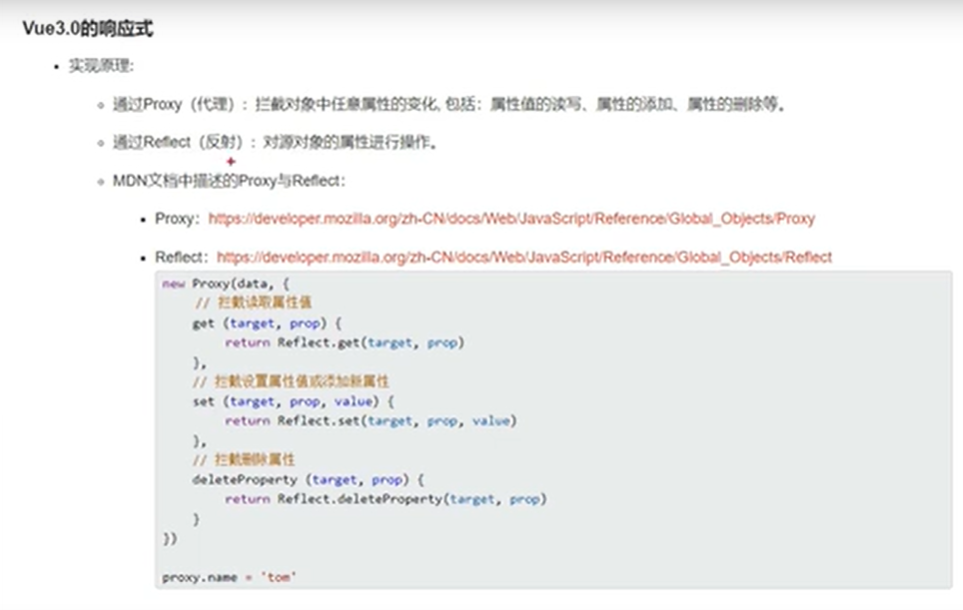 Vue3.0的响应式
• 实现原理:
◦ 通过Proxy（代理）: 拦截对象中任意属性的变化, 包括：属性值的读写、属性的添加、属性的删除等。
◦ 通过Reflect（反射）: 对源对象的属性进行操作。
◦ MDN文档中描述的Proxy与Reflect：
▪ Proxy：https://developer.mozilla.org/zh-CN/docs/Web/JavaScript/Reference/Global_Objects/Proxy
▪ Reflect：https://developer.mozilla.org/zh-CN/docs/Web/JavaScript/Reference/Global_Objects/Reflect
new Proxy(data, {
    // 拦截读取属性值
    get (target, prop) {
        return Reflect.get(target, prop)
    },
    // 拦截设置属性值或添加新属性
    set (target, prop, value) {
        return Reflect.set(target, prop, value)
    },
    // 拦截删除属性
    deleteProperty (target, prop) {
        return Reflect.deleteProperty(target, prop)
    }
})
proxy.name = 'tom'